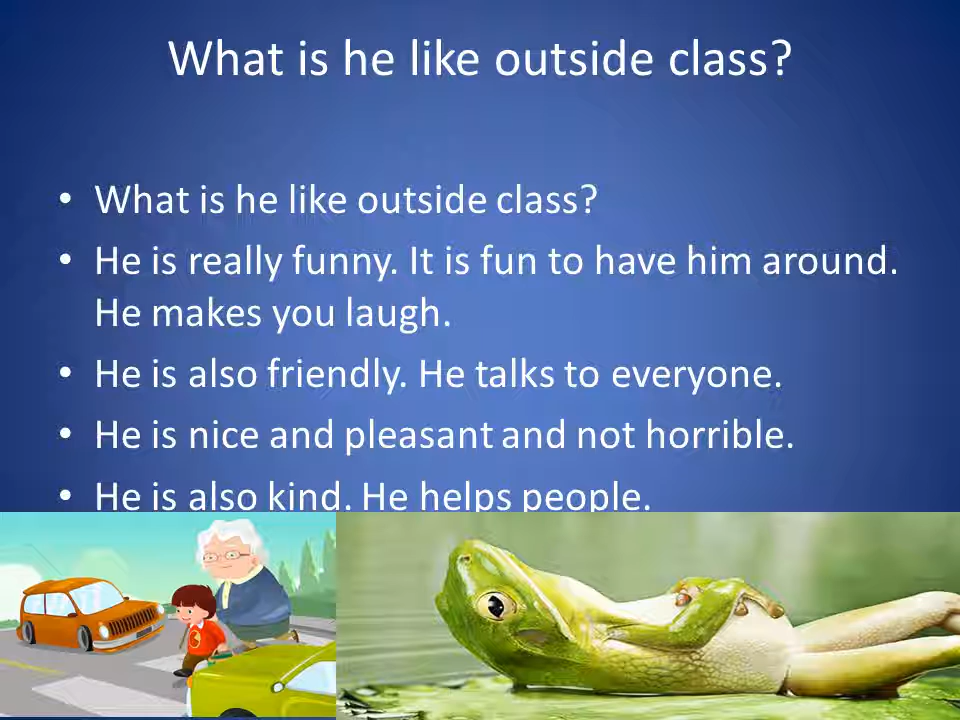 What is he like outside class?
• What is he like outside class?
• He is really funny. It is fun to have him around.
He makes you laugh.
• He is also friendly. He talks to everyone.
• He is nice and pleasant and not horrible.
• He is also kind. He helps people.